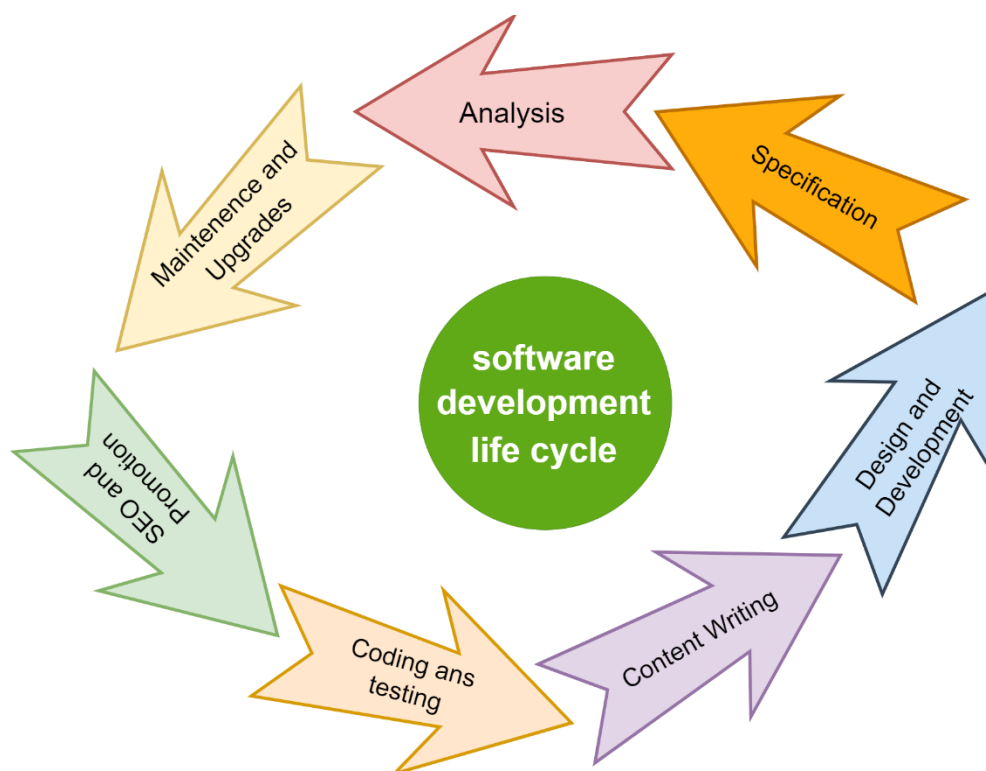 Analysis
Specification
Maintenence and
Upgrades
software
development
life cycle
Design and
Development
SEO and
Promotion
Content Writing
Coding ans
testing